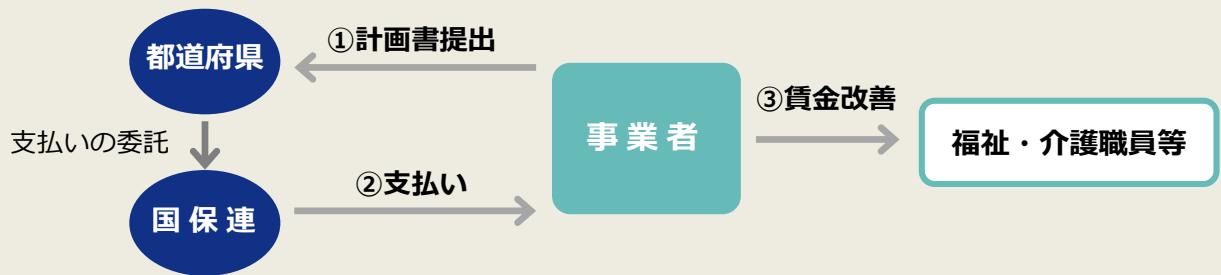 ①計画書提出
都道府県
③賃金改善
事業者
福祉・介護職員等
支払いの委託
②支払い
国保連